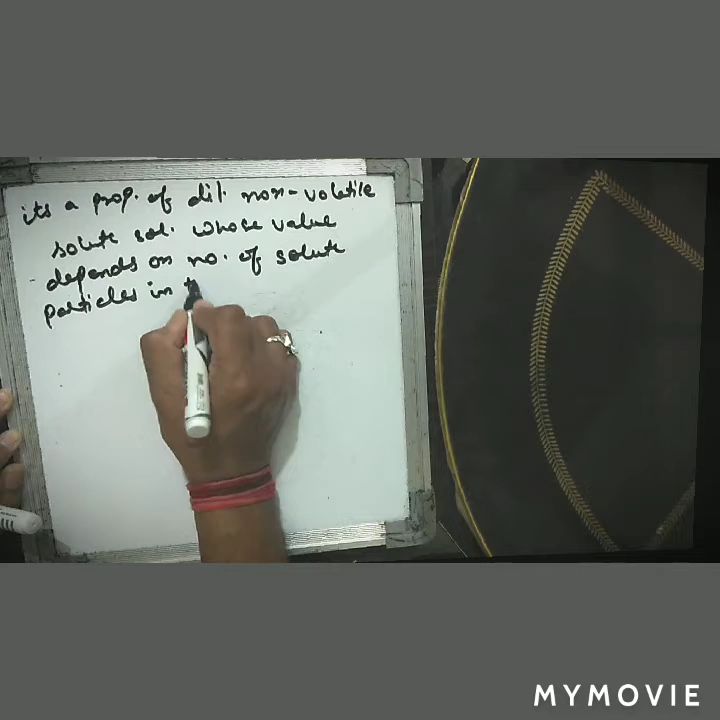 its a prop. of dil. non-volatile
solute sol. whose value
depends on no. of solute
particles in
MYMOVIE